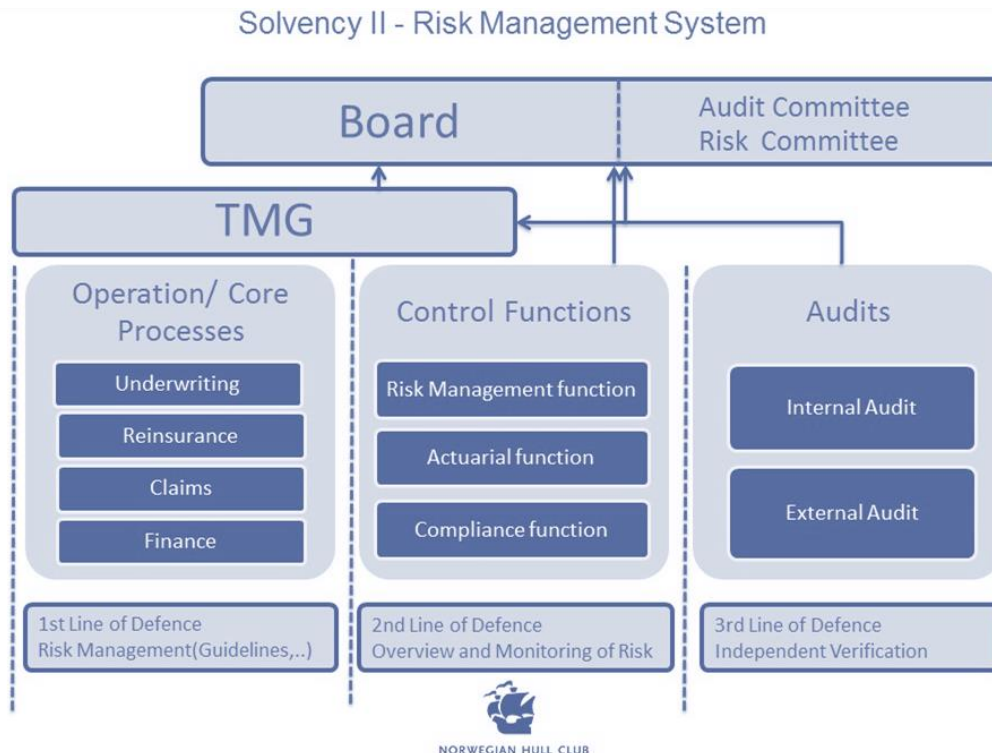 Solvency II - Risk Management System
Board
Audit Committee
Risk Committee
TMG
Operation/ Core
Processes
Underwriting
Reinsurance
Claims
Finance
Control Functions
Risk Management function
Actuarial function
Compliance function
Audits
Internal Audit
External Audit
1st Line of Defence
Risk Management(Guidelines,..)
2nd Line of Defence
Overview and Monitoring of Risk
3rd Line of Defence
Independent Verification
NORWEGIAN HULL CLUB